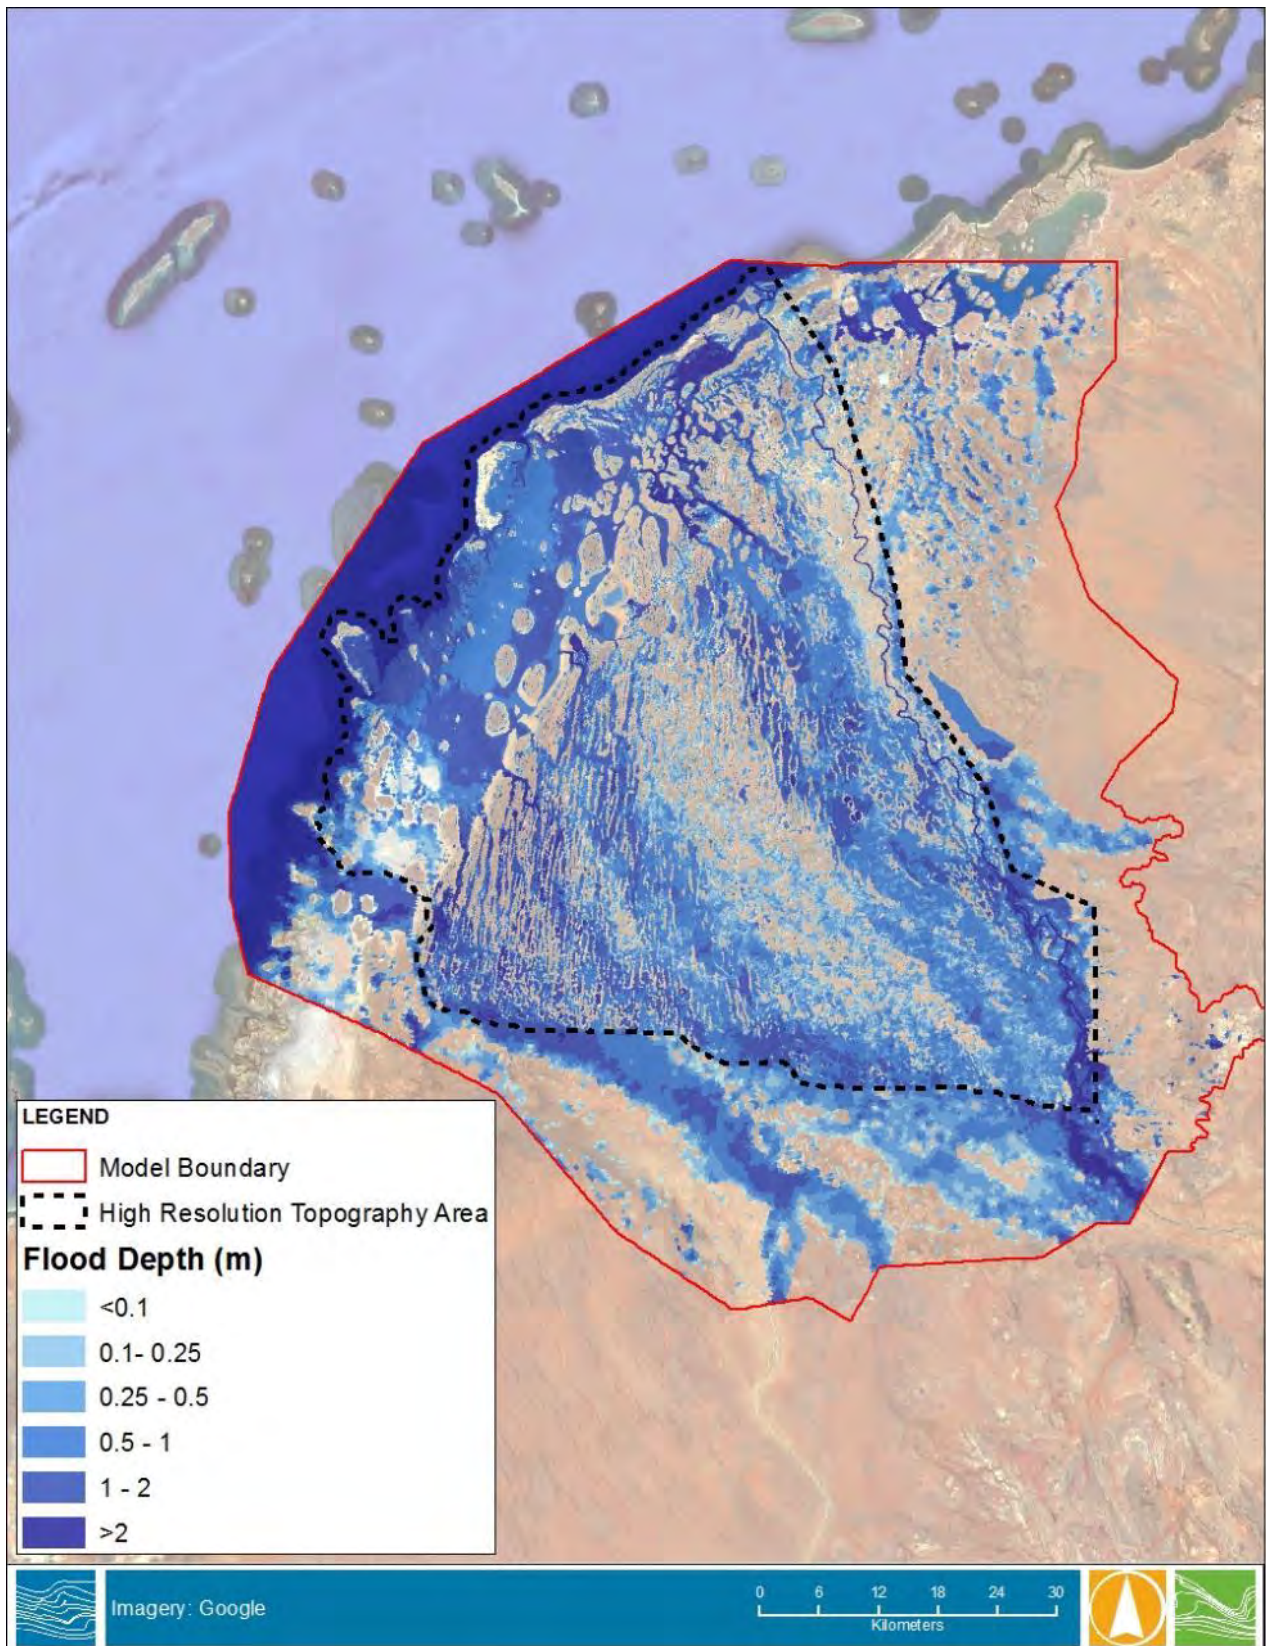 LEGEND
Model Boundary
High Resolution Topography Area
Flood Depth (m)
<0.1
0.1- 0.25
0.25 - 0.5
0.5 - 1
1 - 2
>2
Imagery: Google
0 6 12 18 24 30
Kilometers